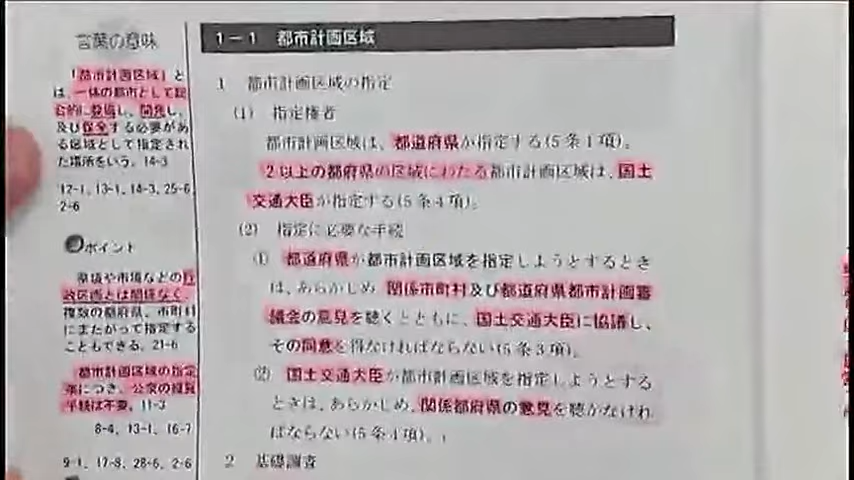 言葉の意味
「都市計画区域」と
は、一体の都市として総
合的に整備し、開発し、
及び保全する必要があ
る区域として指定され
た場所をいう。14-3
12-1、13-1、14-3、25-6、
2-6
ポイント
県境や市境などの行
政区画とは関係なく、
複数の都府県、市町村
にまたがって指定する
こともできる。21-6
都市計画区域の指定
等につき、公衆の縦覧
手続は不要。11-3
8-4、13-1、16-7
9-1、17-8、28-6、2-6
1－1 都市計画区域
1 都市計画区域の指定
(1) 指定権者
都市計画区域は、都道府県が指定する(5条1項)。
2以上の都府県の区域にわたる都市計画区域は、国土
交通大臣が指定する(5条4項)。
(2) 指定に必要な手続
① 都道府県が都市計画区域を指定しようとするとき
は、あらかじめ、関係市町村及び都道府県都市計画審
議会の意見を聴くとともに、国土交通大臣に協議し、
その同意を得なければならない(5条3項)。
② 国土交通大臣が都市計画区域を指定しようとする
ときは、あらかじめ、関係都府県の意見を聴かなけれ
ばならない(5条4項)。
2 基礎調査